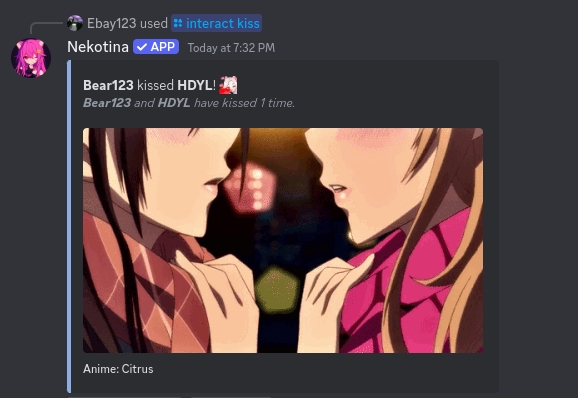 Ebay123 used interact kiss
Nekotina ✓ APP Today at 7:32 PM
Bear123 kissed HDYL!
Bear123 and HDYL have kissed 1 time.
Anime: Citrus